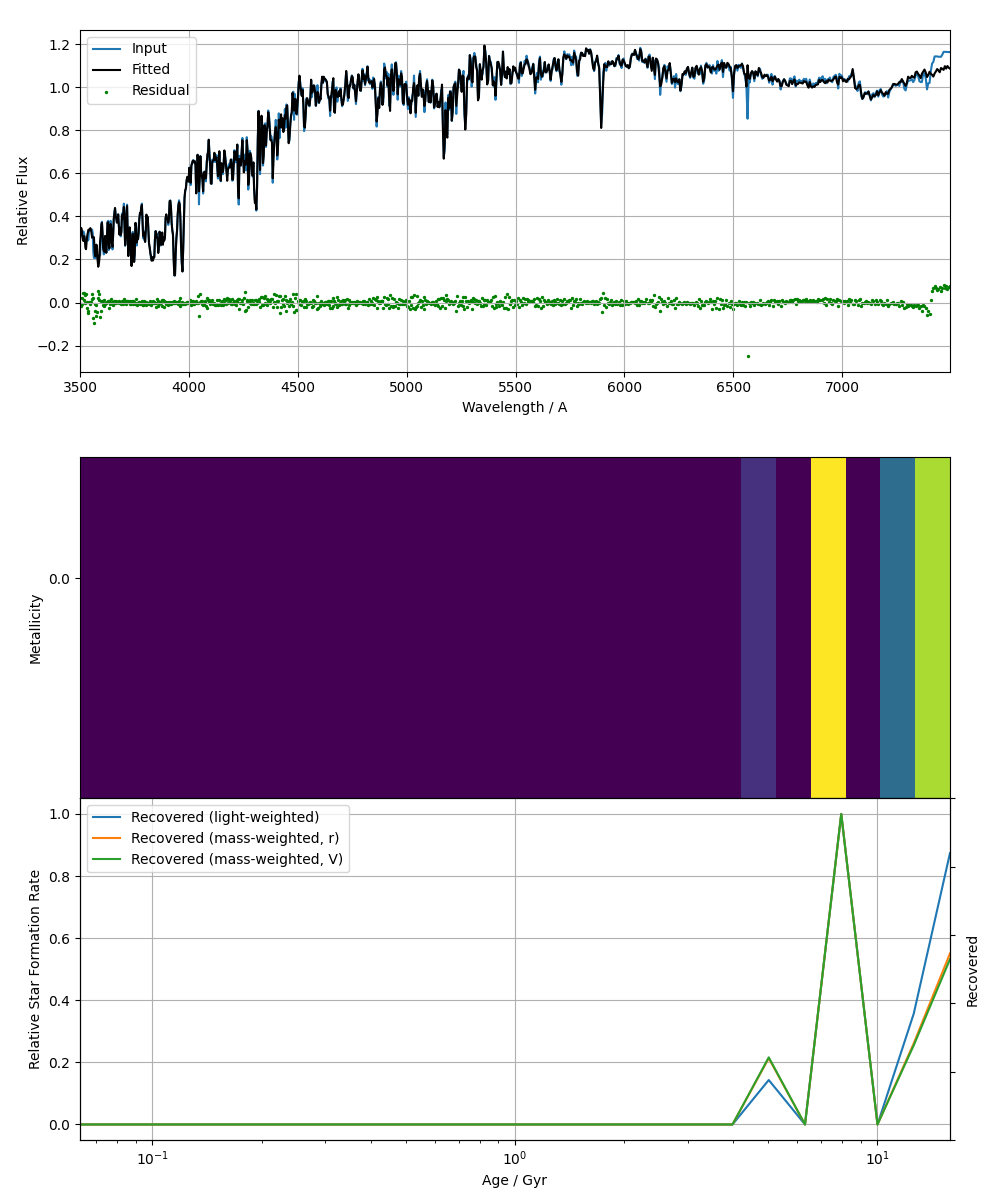 1.2
1.0
0.8
0.6
0.4
0.2
0.0
−0.2
Relative Flux
Input
Fitted
Residual
3500
4000
4500
5000
5500
6000
6500
7000
Wavelength / A
0.0
Metallicity
1.0
0.8
0.6
0.4
0.2
0.0
Relative Star Formation Rate
Recovered (light-weighted)
Recovered (mass-weighted, r)
Recovered (mass-weighted, V)
Recovered
10⁻¹
10⁰
10¹
Age / Gyr